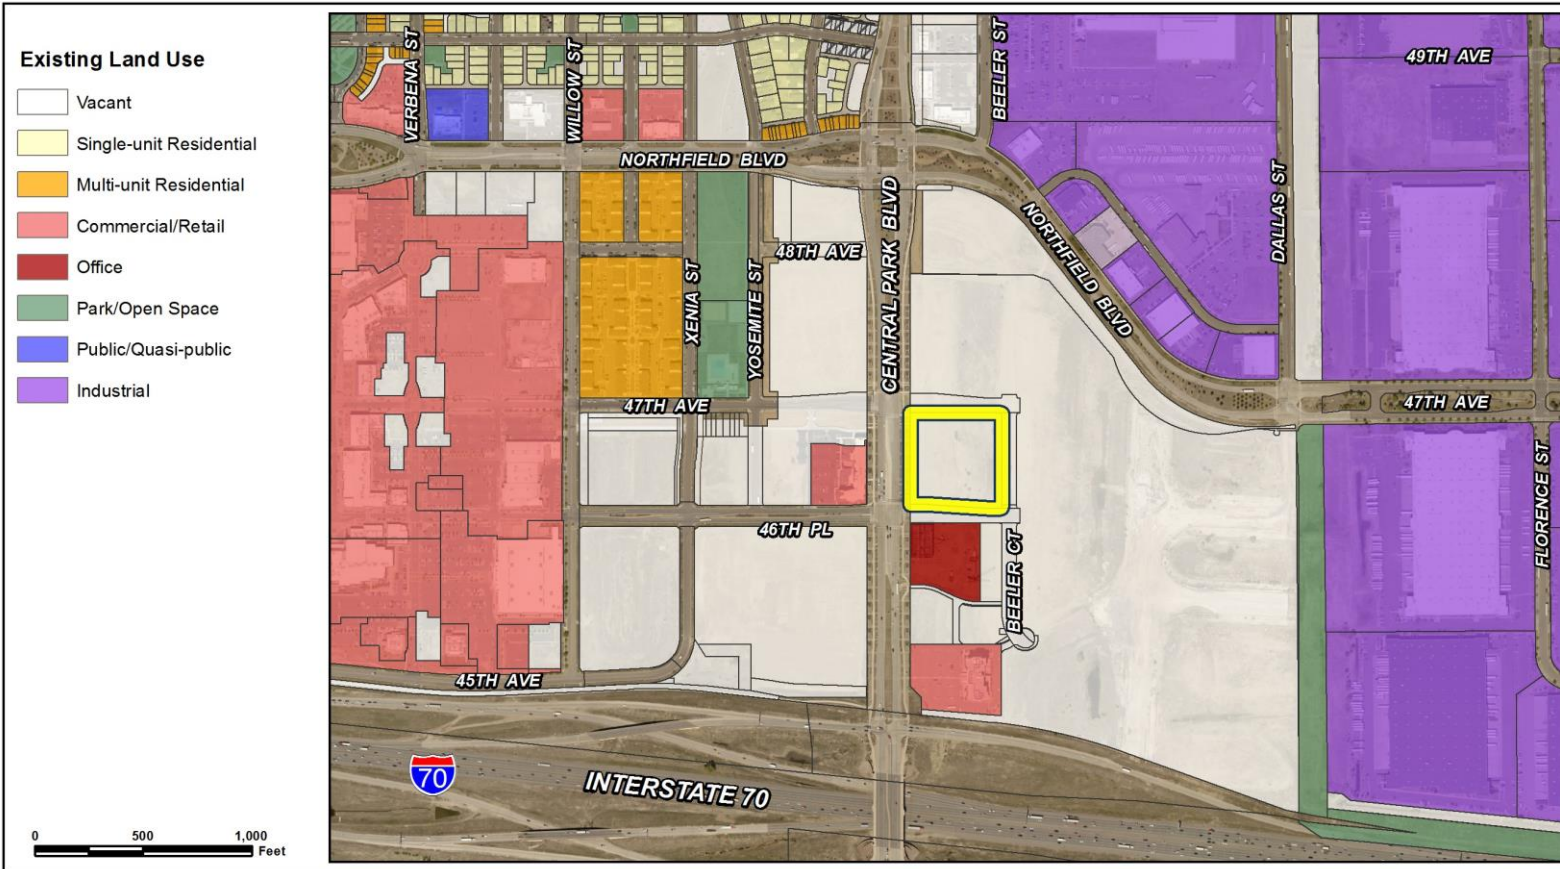 Existing Land Use
Vacant
Single-unit Residential
Multi-unit Residential
Commercial/Retail
Office
Park/Open Space
Public/Quasi-public
Industrial
0 500 1,000
Feet
VERBENA ST
WILLOW ST
BEELER ST
49TH AVE
NORTHFIELD BLVD
DALLAS ST
CENTRAL PARK BLVD
NORTHFIELD BLVD
48TH AVE
XENIA ST
YOSEMITE ST
47TH AVE
47TH AVE
FLORENCE ST
46TH PL
BEELER CT
45TH AVE
70
INTERSTATE 70